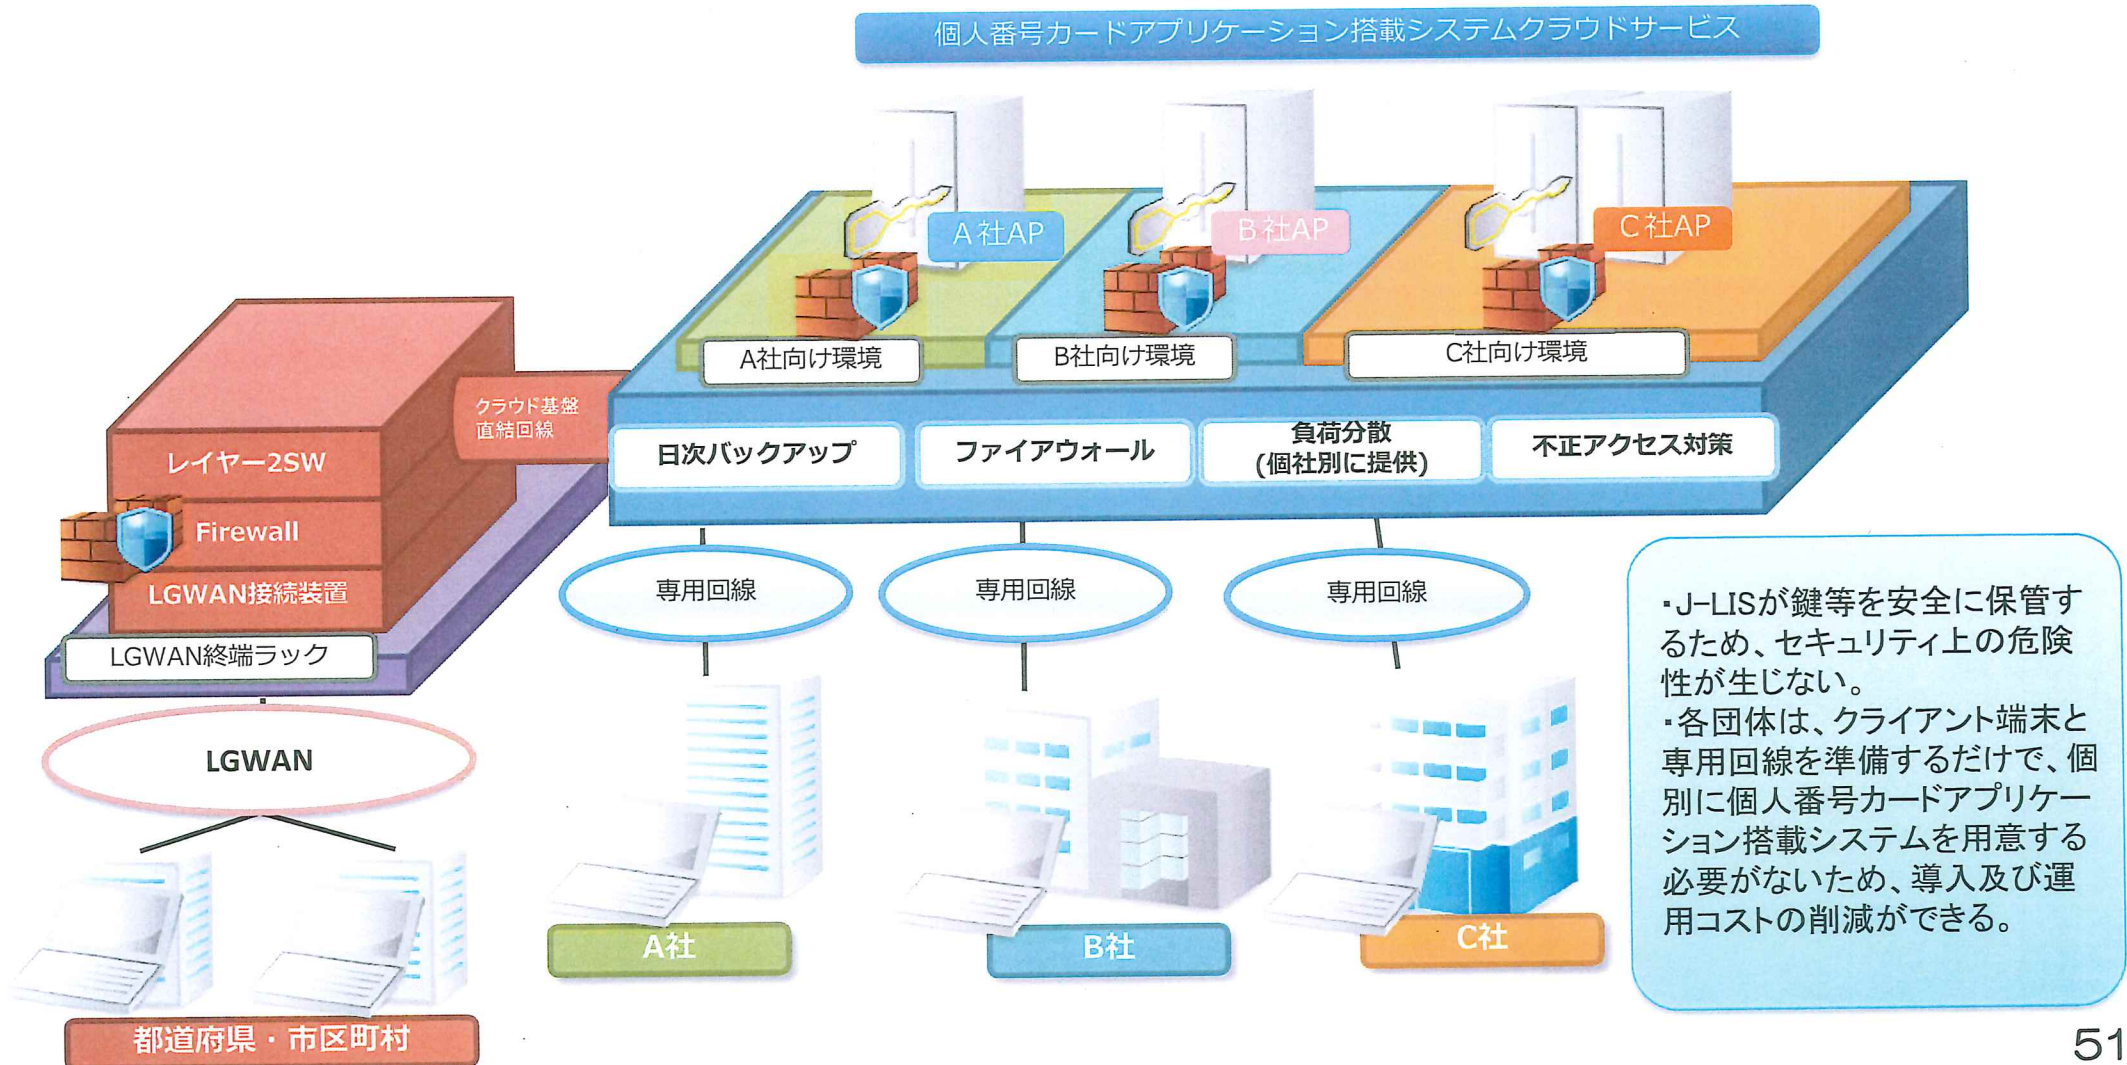 個人番号カードアプリケーション搭載システムクラウドサービス
A社AP
B社AP
C社AP
A社向け環境
B社向け環境
C社向け環境
クラウド基盤
直結回線
日次バックアップ
ファイアウォール
負荷分散
(個社別に提供)
不正アクセス対策
レイヤー2SW
Firewall
LGWAN接続装置
LGWAN終端ラック
専用回線
専用回線
専用回線
LGWAN
A社
B社
C社
都道府県・市区町村
・J-LISが鍵等を安全に保管す
るため、セキュリティ上の危険
性が生じない。
・各団体は、クライアント端末と
専用回線を準備するだけで、個
別に個人番号カードアプリケー
ション搭載システムを用意する
必要がないため、導入及び運
用コストの削減ができる。
51